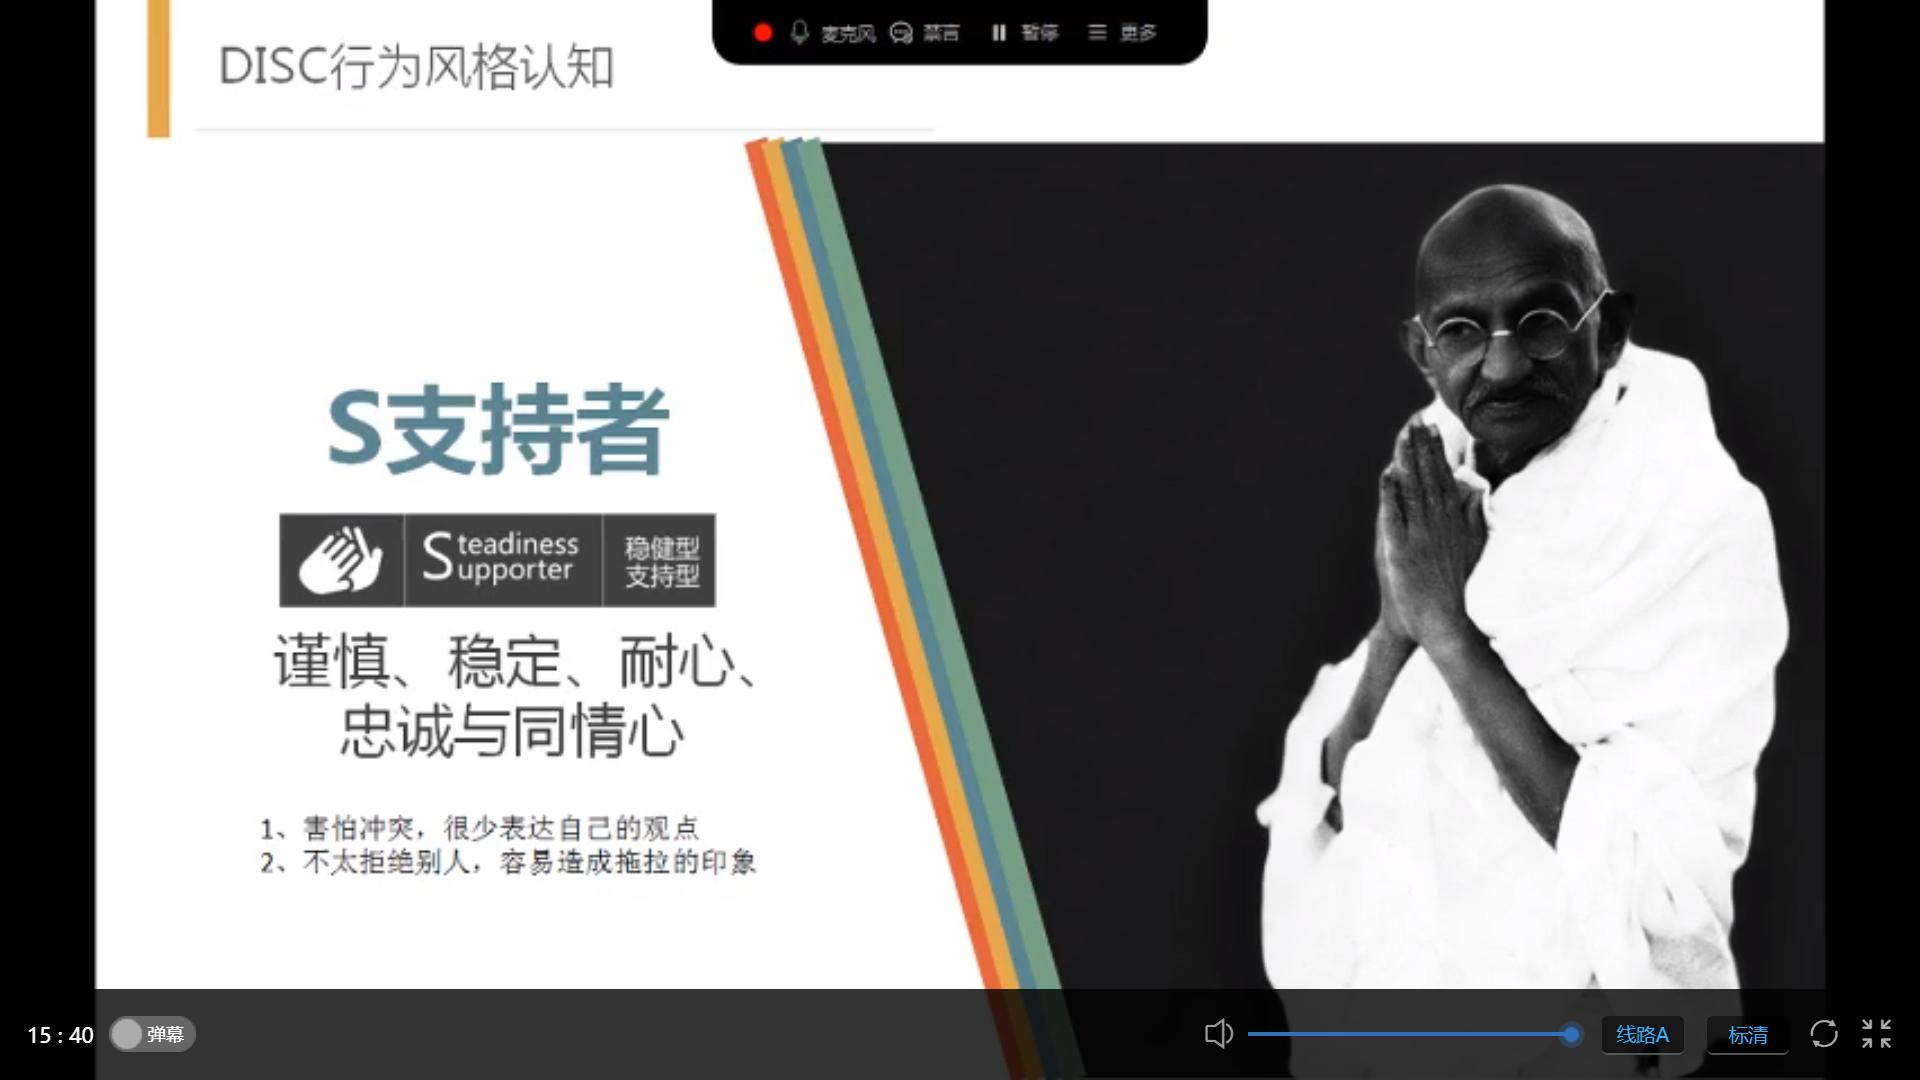 麦克风 禁言 暂停 更多
DISC行为风格认知
S支持者
Steadiness
Supporter
稳健型
支持型
谨慎、稳定、耐心、
忠诚与同情心
1、害怕冲突，很少表达自己的观点
2、不太拒绝别人，容易造成拖拉的印象
15 : 40 弹幕 线路A 标清